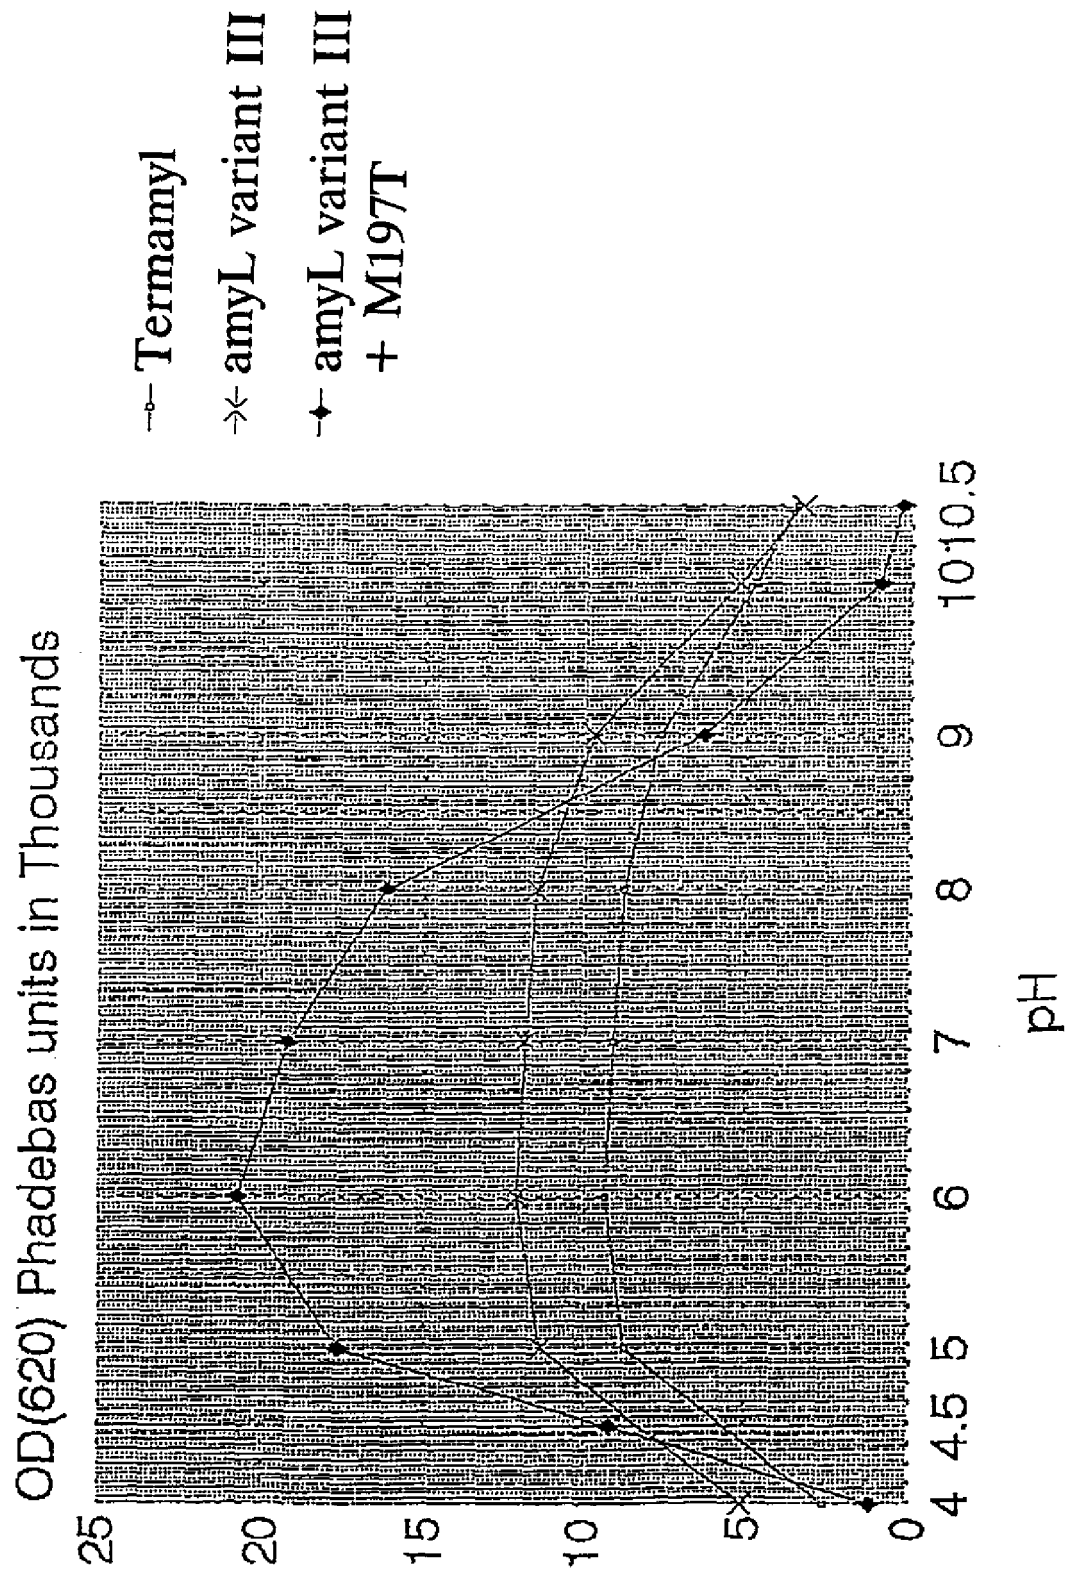 OD(620) Phadebas units in Thousands
25
20
15
10
5
0
4 4.5 5 6 7 8 9 10 10.5
pH
Termamyl
amyL variant III
amyL variant III
+ M197T